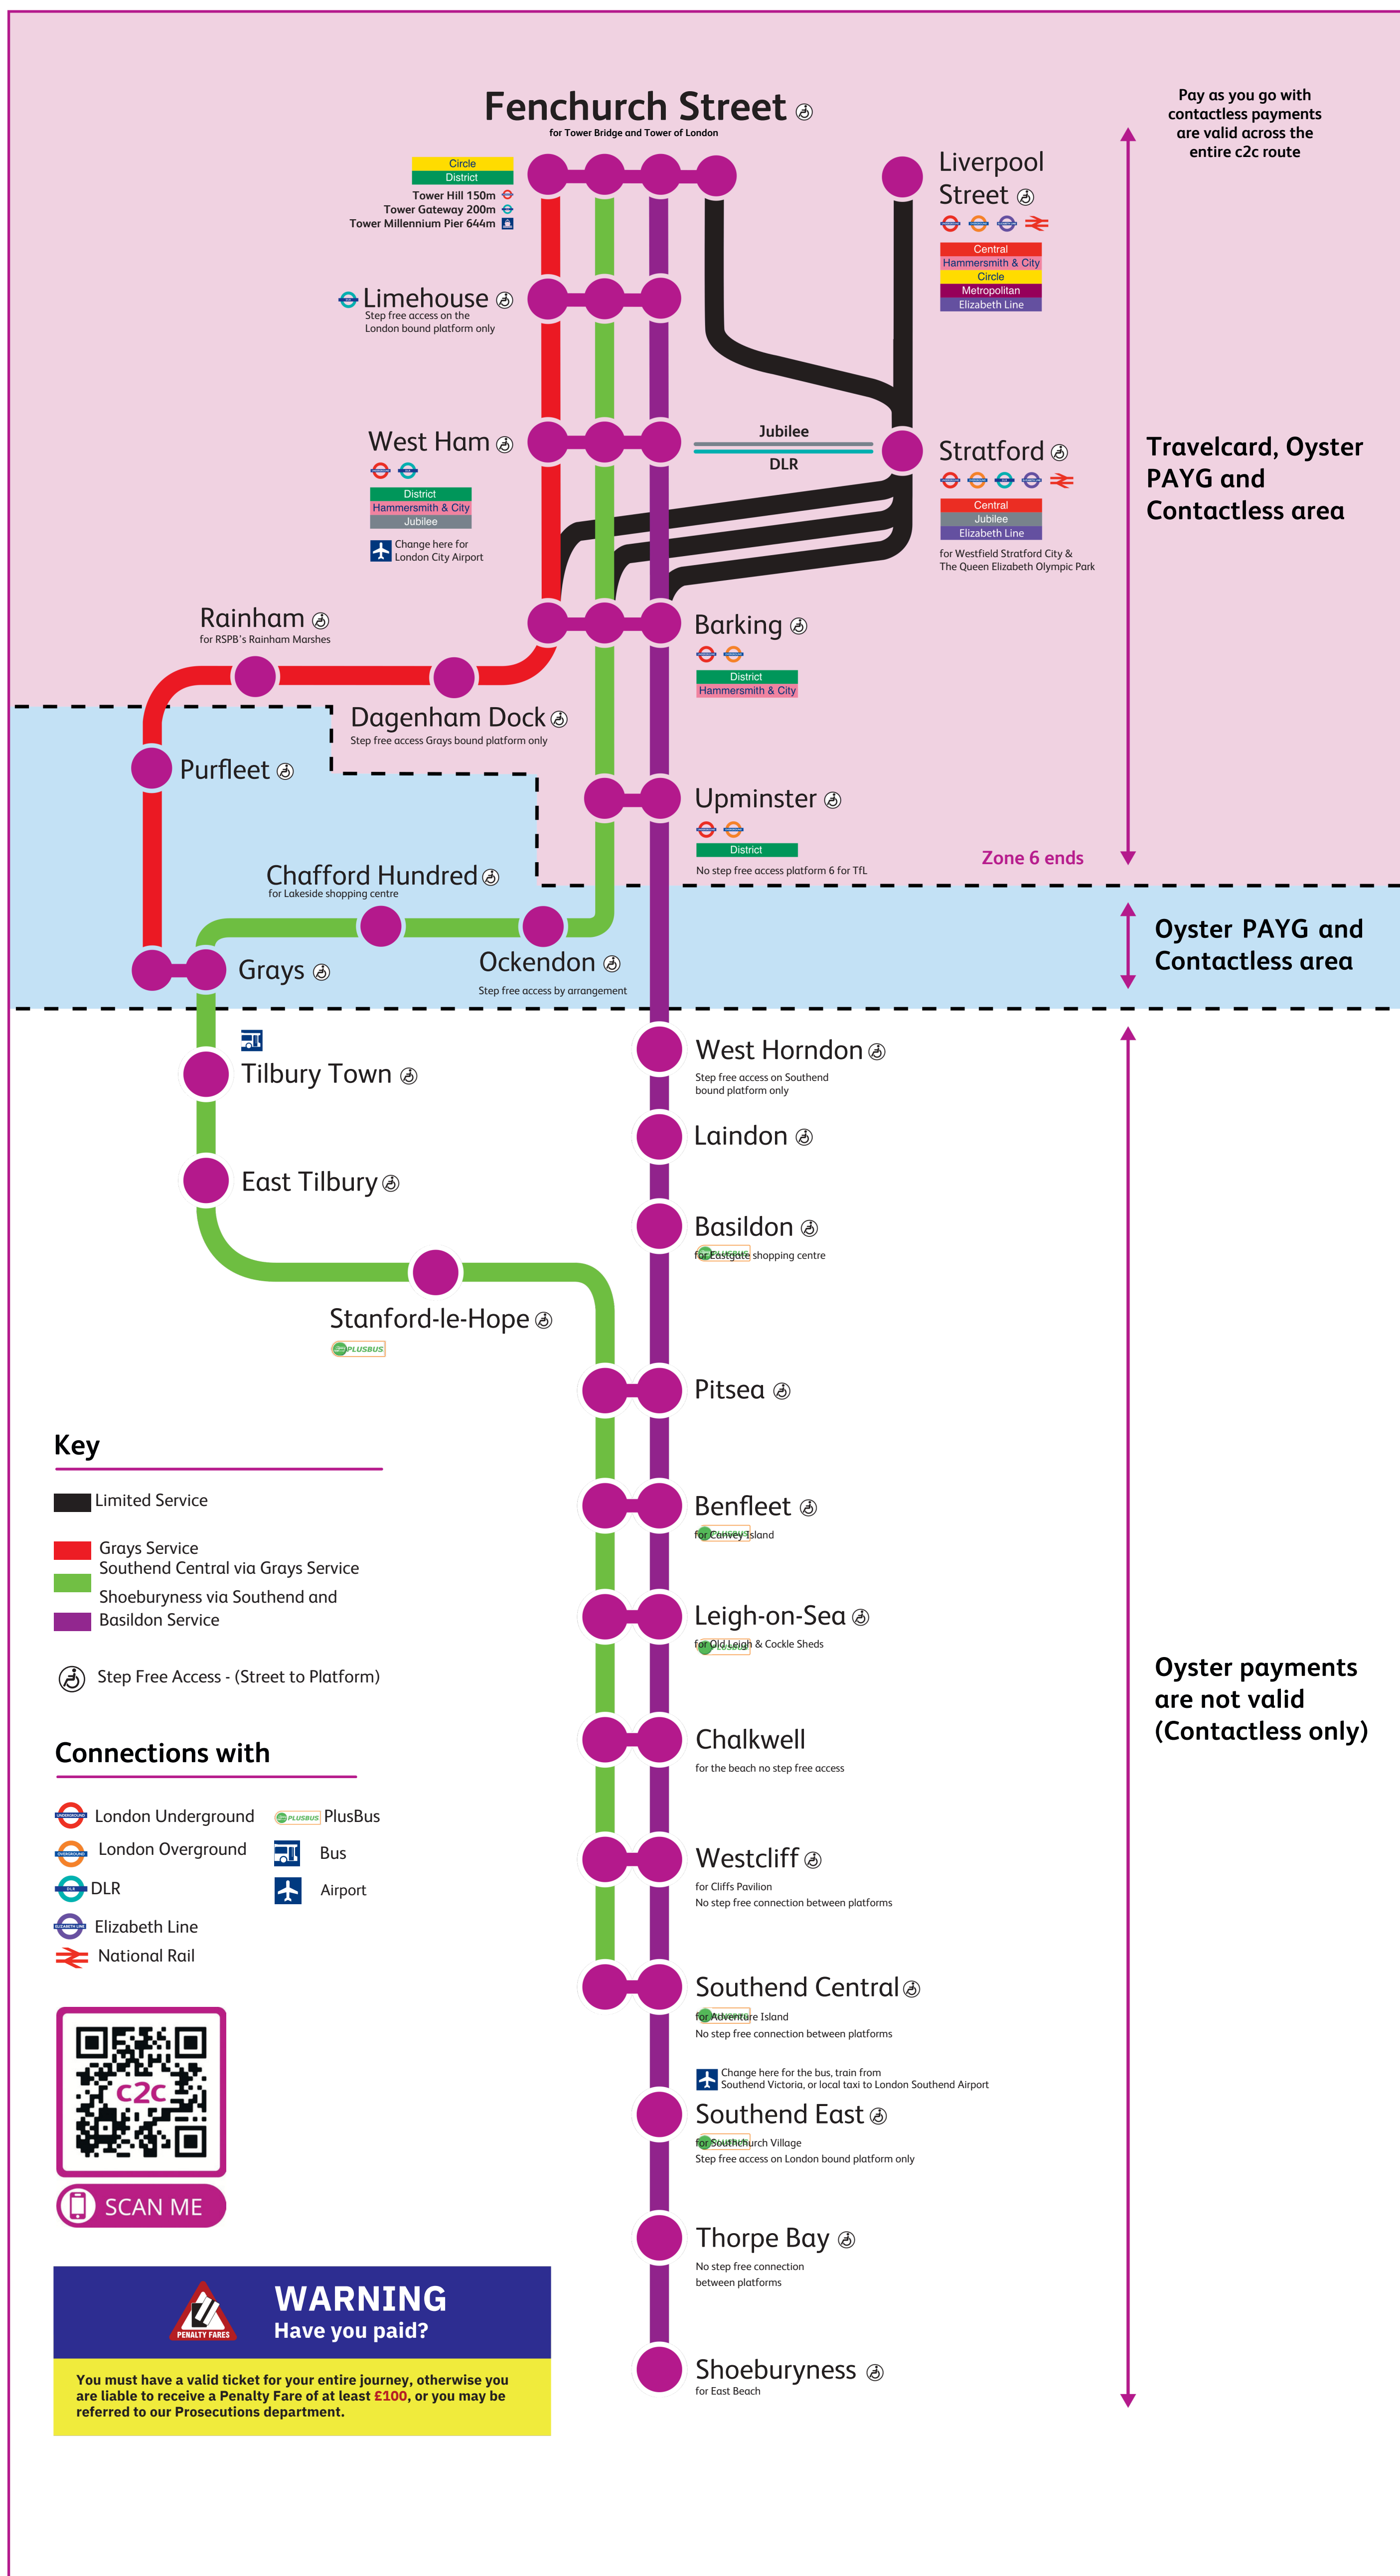 Fenchurch Street
for Tower Bridge and Tower of London
Pay as you go with
contactless payments
are valid across the
entire c2c route
Circle
District
Tower Hill 150m
Tower Gateway 200m
Tower Millennium Pier 644m
Liverpool
Street
Central
Hammersmith & City
Circle
Metropolitan
Elizabeth Line
Limehouse
Step free access on the
London bound platform only
West Ham
District
Hammersmith & City
Jubilee
Change here for
London City Airport
Jubilee
DLR
Stratford
Central
Jubilee
Elizabeth Line
for Westfield Stratford City &
The Queen Elizabeth Olympic Park
Travelcard, Oyster
PAYG and
Contactless area
Rainham
for RSPB's Rainham Marshes
Barking
District
Hammersmith & City
Dagenham Dock
Step free access Grays bound platform only
Purfleet
Upminster
District
No step free access platform 6 for TfL
Zone 6 ends
Chafford Hundred
for Lakeside shopping centre
Ockendon
Step free access by arrangement
Grays
Oyster PAYG and
Contactless area
Tilbury Town
West Horndon
Step free access on Southend
bound platform only
Laindon
East Tilbury
Basildon
PLUSBUS
for Eastgate shopping centre
Stanford-le-Hope
PLUSBUS
Pitsea
Benfleet
PLUSBUS
for Canvey Island
Leigh-on-Sea
for Old Leigh & Cockle Sheds
PLUSBUS
Chalkwell
for the beach no step free access
Westcliff
for Cliffs Pavilion
No step free connection between platforms
Southend Central
PLUSBUS
for Adventure Island
No step free connection between platforms
Change here for the bus, train from
Southend Victoria, or local taxi to London Southend Airport
Southend East
PLUSBUS
for Southchurch Village
Step free access on London bound platform only
Thorpe Bay
No step free connection
between platforms
Shoeburyness
for East Beach
Oyster payments
are not valid
(Contactless only)
Key
Limited Service
Grays Service
Southend Central via Grays Service
Shoeburyness via Southend and
Basildon Service
Step Free Access - (Street to Platform)
Connections with
UNDERGROUND London Underground
PLUSBUS PlusBus
OVERGROUND London Overground
Bus
DLR DLR
Airport
ELIZABETH LINE Elizabeth Line
National Rail
c2c
SCAN ME
PENALTY FARES
WARNING
Have you paid?
You must have a valid ticket for your entire journey, otherwise you
are liable to receive a Penalty Fare of at least £100, or you may be
referred to our Prosecutions department.